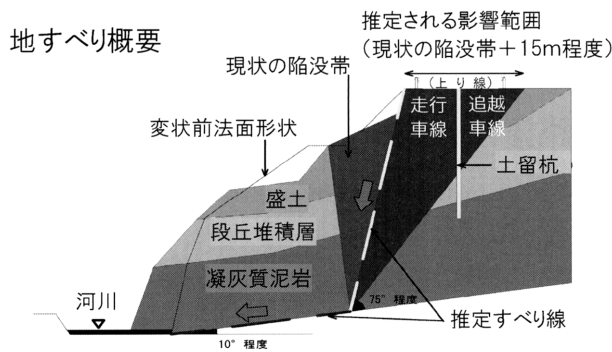 地すべり概要
推定される影響範囲
(現状の陥没帯+15m程度)
現状の陥没帯
(上り線)
走行
車線
追越
車線
変状前法面形状
土留杭
盛土
段丘堆積層
凝灰質泥岩
河川
75° 程度
推定すべり線
10° 程度